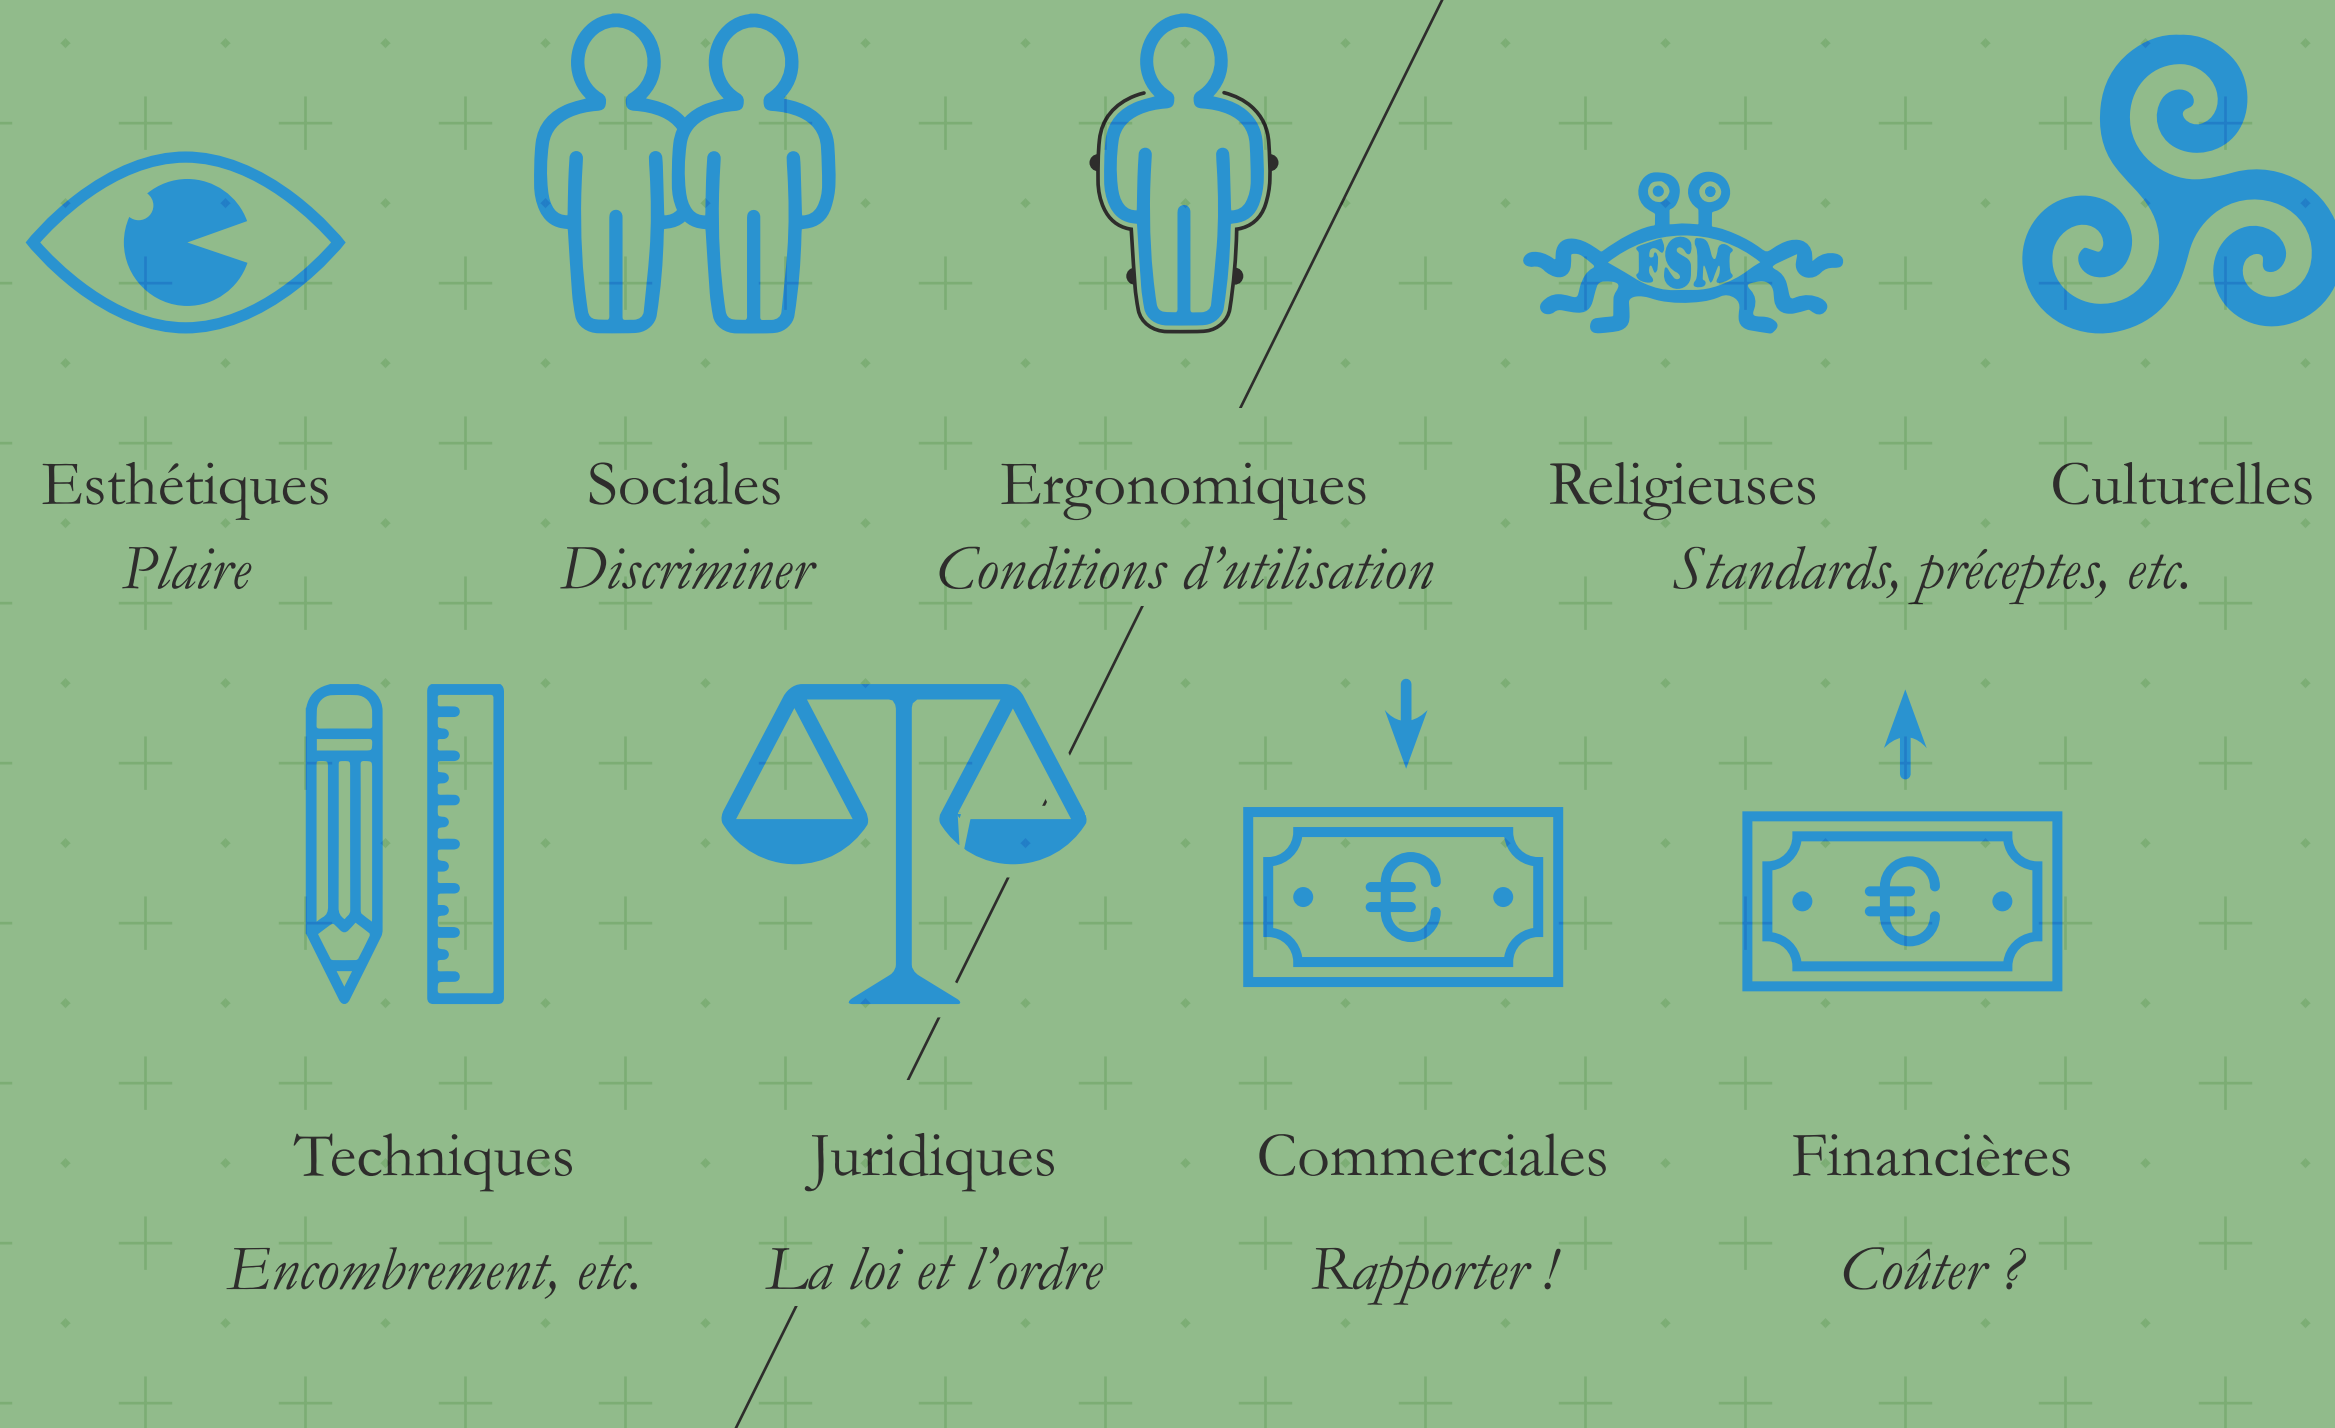 FSM
Esthétiques Sociales Ergonomiques Religieuses Culturelles
Plaire Discriminer Conditions d’utilisation Standards, préceptes, etc.
€ €
Techniques Juridiques Commerciales Financières
Encombrement, etc. La loi et l’ordre Rapporter ! Coûter ?